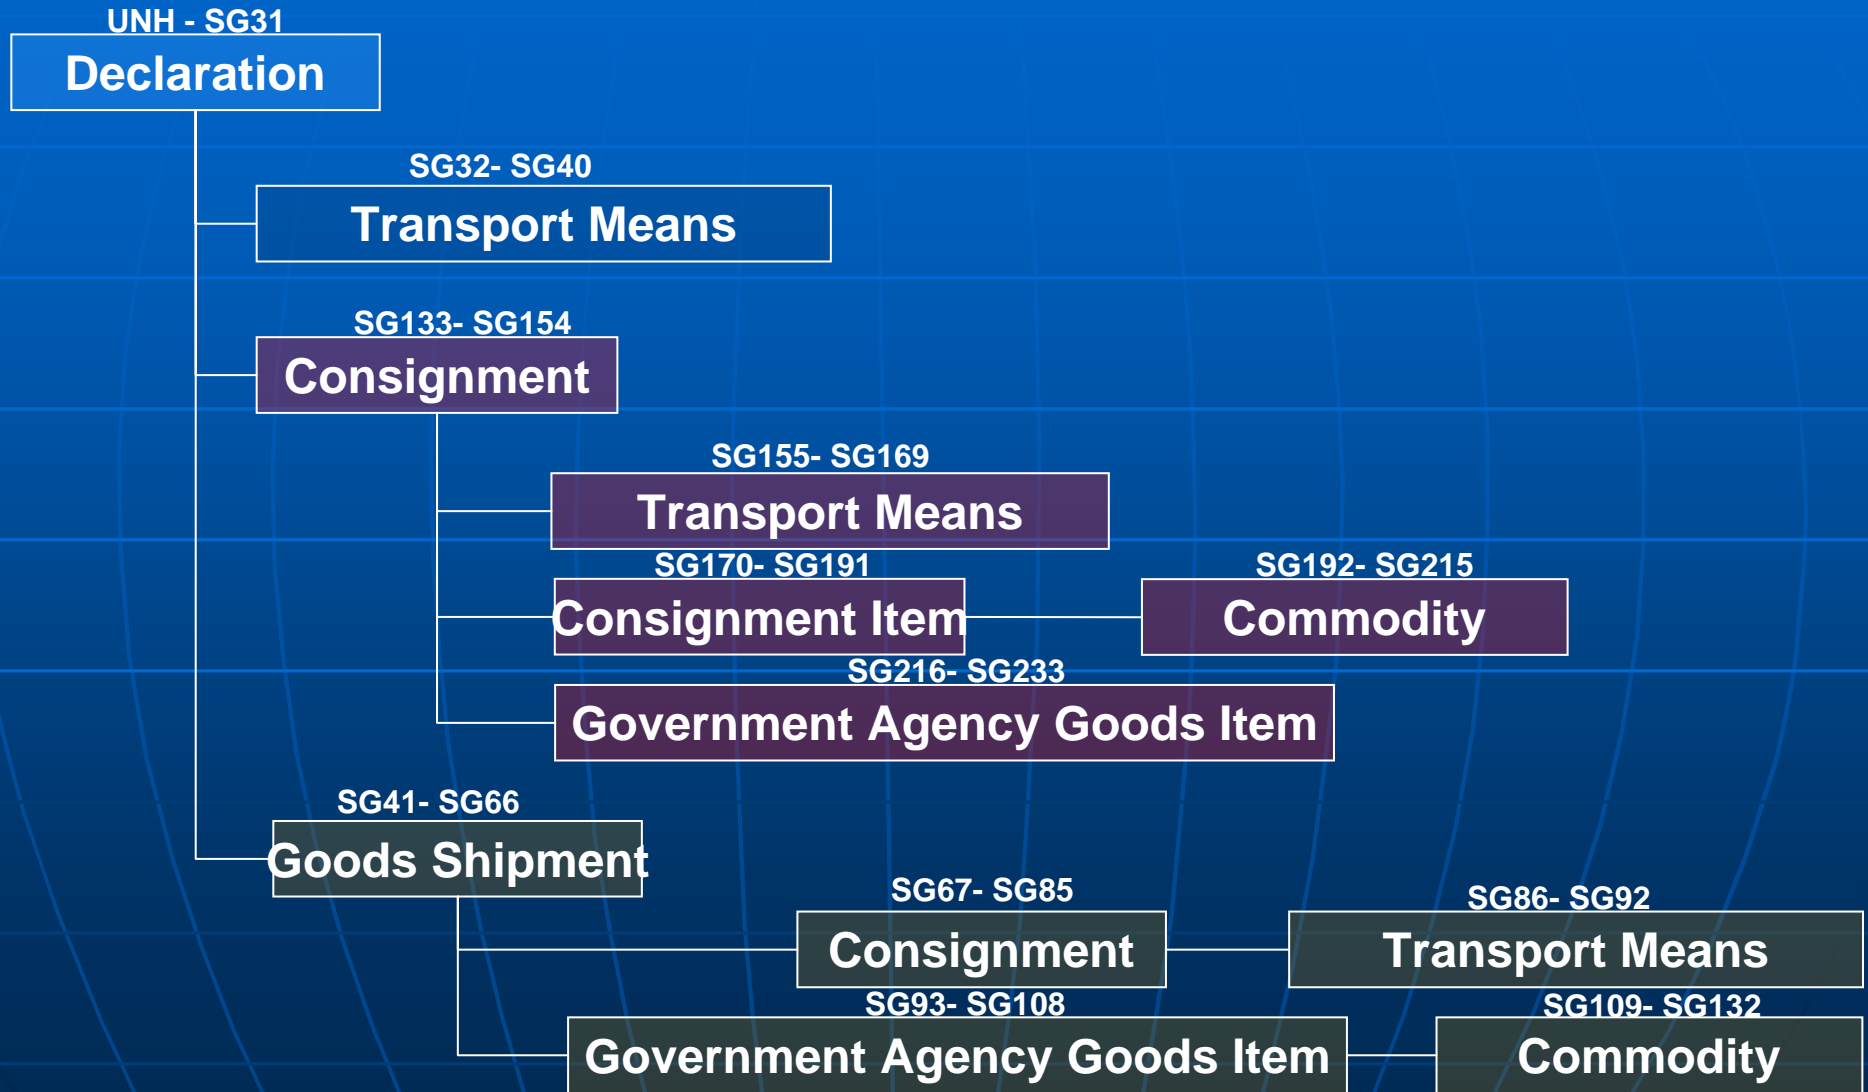 UNH - SG31
Declaration
SG32- SG40
Transport Means
SG133- SG154
Consignment
SG155- SG169
Transport Means
SG170- SG191
Consignment Item
SG192- SG215
Commodity
SG216- SG233
Government Agency Goods Item
SG41- SG66
Goods Shipment
SG67- SG85
Consignment
SG86- SG92
Transport Means
SG93- SG108
Government Agency Goods Item
SG109- SG132
Commodity